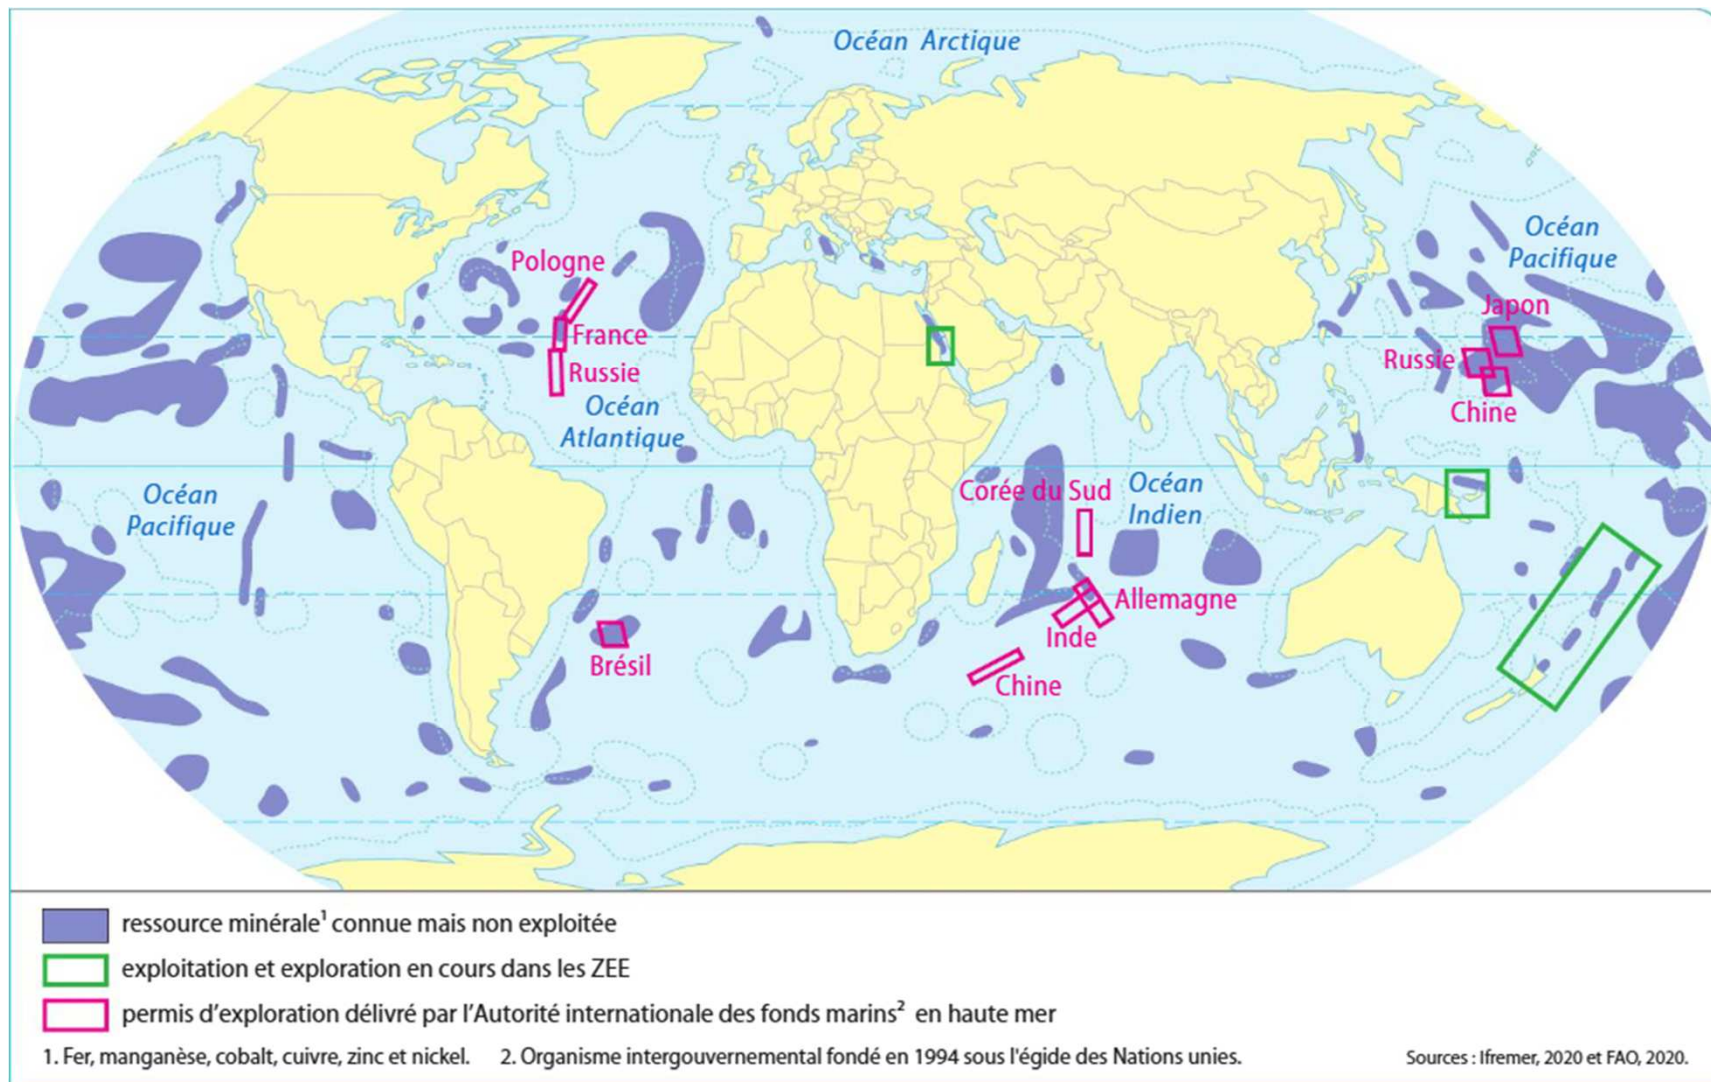 Océan Arctique
Océan
Pacifique
Pologne
Japon
France
Russie
Russie
Chine
Océan
Atlantique
Océan
Pacifique
Corée du Sud
Océan
Indien
Allemagne
Inde
Brésil
Chine
ressource minérale¹ connue mais non exploitée
exploitation et exploration en cours dans les ZEE
permis d'exploration délivré par l'Autorité internationale des fonds marins² en haute mer
1. Fer, manganèse, cobalt, cuivre, zinc et nickel. 2. Organisme intergouvernemental fondé en 1994 sous l'égide des Nations unies. Sources : Ifremer, 2020 et FAO, 2020.